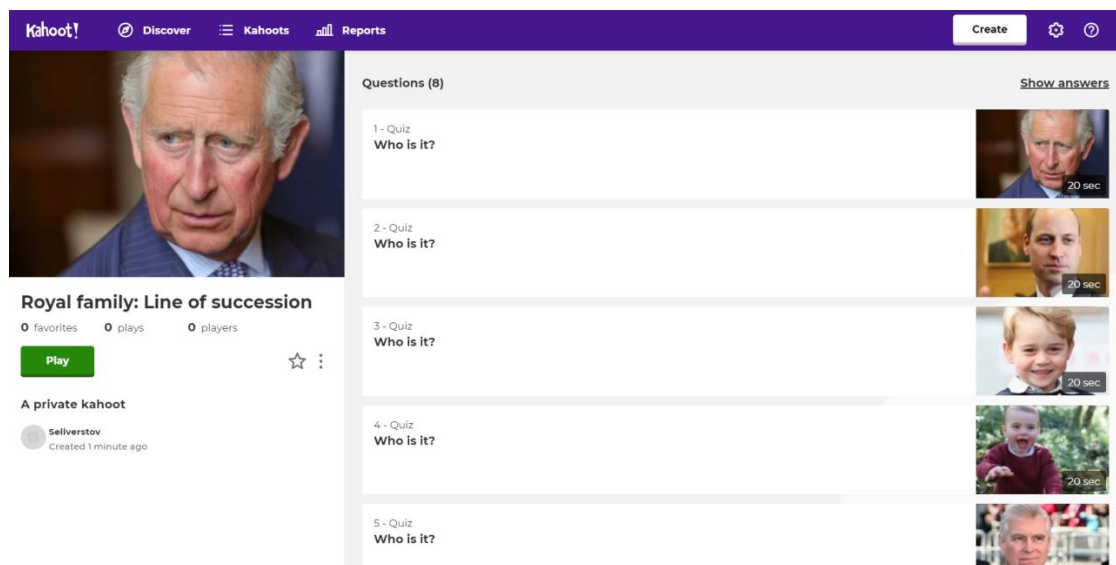 Kahoot! Discover Kahoots Reports Create
Royal family: Line of succession
0 favorites 0 plays 0 players
Play
A private kahoot
Seliverstov
Created 1 minute ago
Questions (8) Show answers
1 - Quiz
Who is it?
20 sec
2 - Quiz
Who is it?
20 sec
3 - Quiz
Who is it?
20 sec
4 - Quiz
Who is it?
20 sec
5 - Quiz
Who is it?